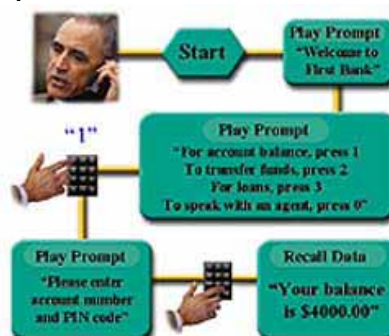 Start
Play Prompt
"Welcome to
First Bank"
"1"
Play Prompt
"For account balance, press 1
To transfer funds, press 2
For loans, press 3
To speak with an agent, press 0"
Play Prompt
"Please enter
account number
and PIN code"
Recall Data
"Your balance
is $4000.00"